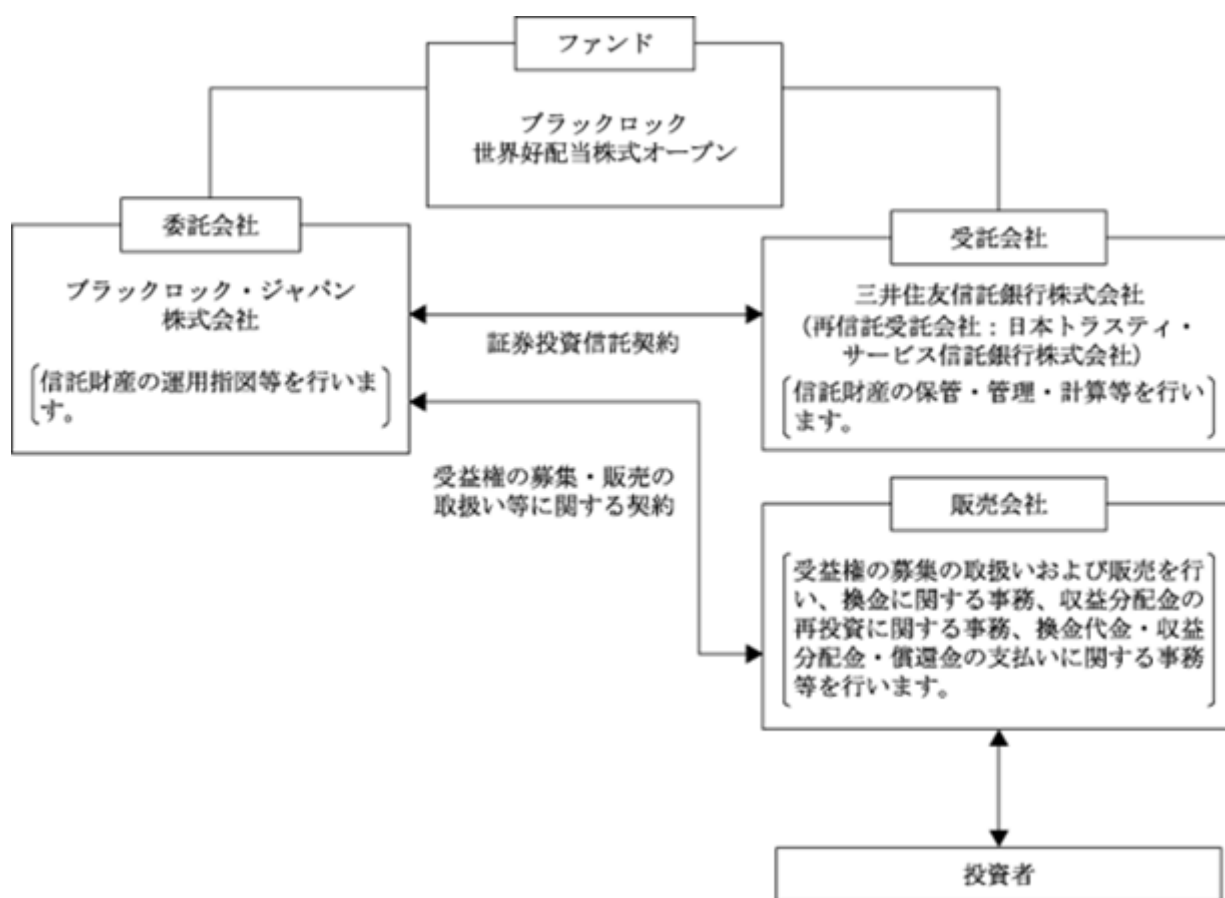 ファンド
ブラックロック
世界好配当株式オープン
委託会社
ブラックロック・ジャパン
株式会社
信託財産の運用指図等を行いま
す。
証券投資信託契約
受託会社
三井住友信託銀行株式会社
(再信託受託会社:日本トラスティ・
サービス信託銀行株式会社)
信託財産の保管・管理・計算等を行い
ます。
受益権の募集・販売の
取扱い等に関する契約
販売会社
受益権の募集の取扱いおよび販売を行
い、換金に関する事務、収益分配金の
再投資に関する事務、換金代金・収益
分配金・償還金の支払いに関する事務
等を行います。
投資者